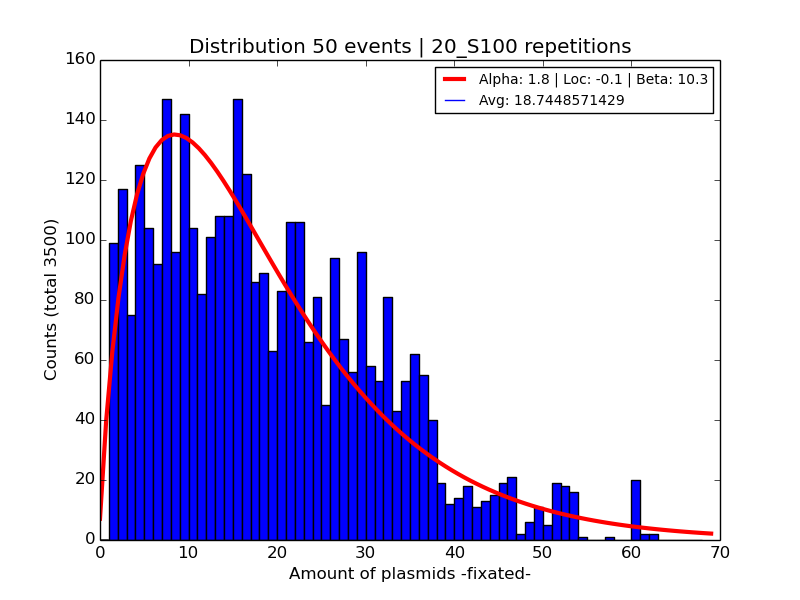 Distribution 50 events | 20_S100 repetitions
Alpha: 1.8 | Loc: -0.1 | Beta: 10.3
Avg: 18.7448571429
160
140
120
100
80
60
40
20
0
Counts (total 3500)
0 10 20 30 40 50 60 70
Amount of plasmids -fixated-